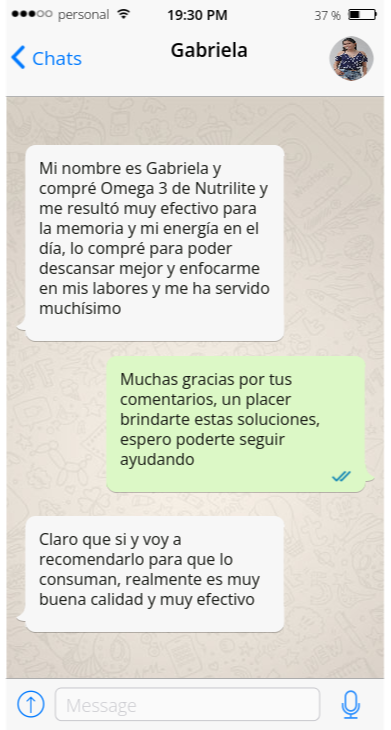 personal 19:30 PM 37 %
Chats Gabriela
Mi nombre es Gabriela y
compré Omega 3 de Nutrilite y
me resultó muy efectivo para
la memoria y mi energía en el
día, lo compré para poder
descansar mejor y enfocarme
en mis labores y me ha servido
muchísimo
Muchas gracias por tus
comentarios, un placer
brindarte estas soluciones,
espero poderte seguir
ayudando
Claro que si y voy a
recomendarlo para que lo
consuman, realmente es muy
buena calidad y muy efectivo
Message